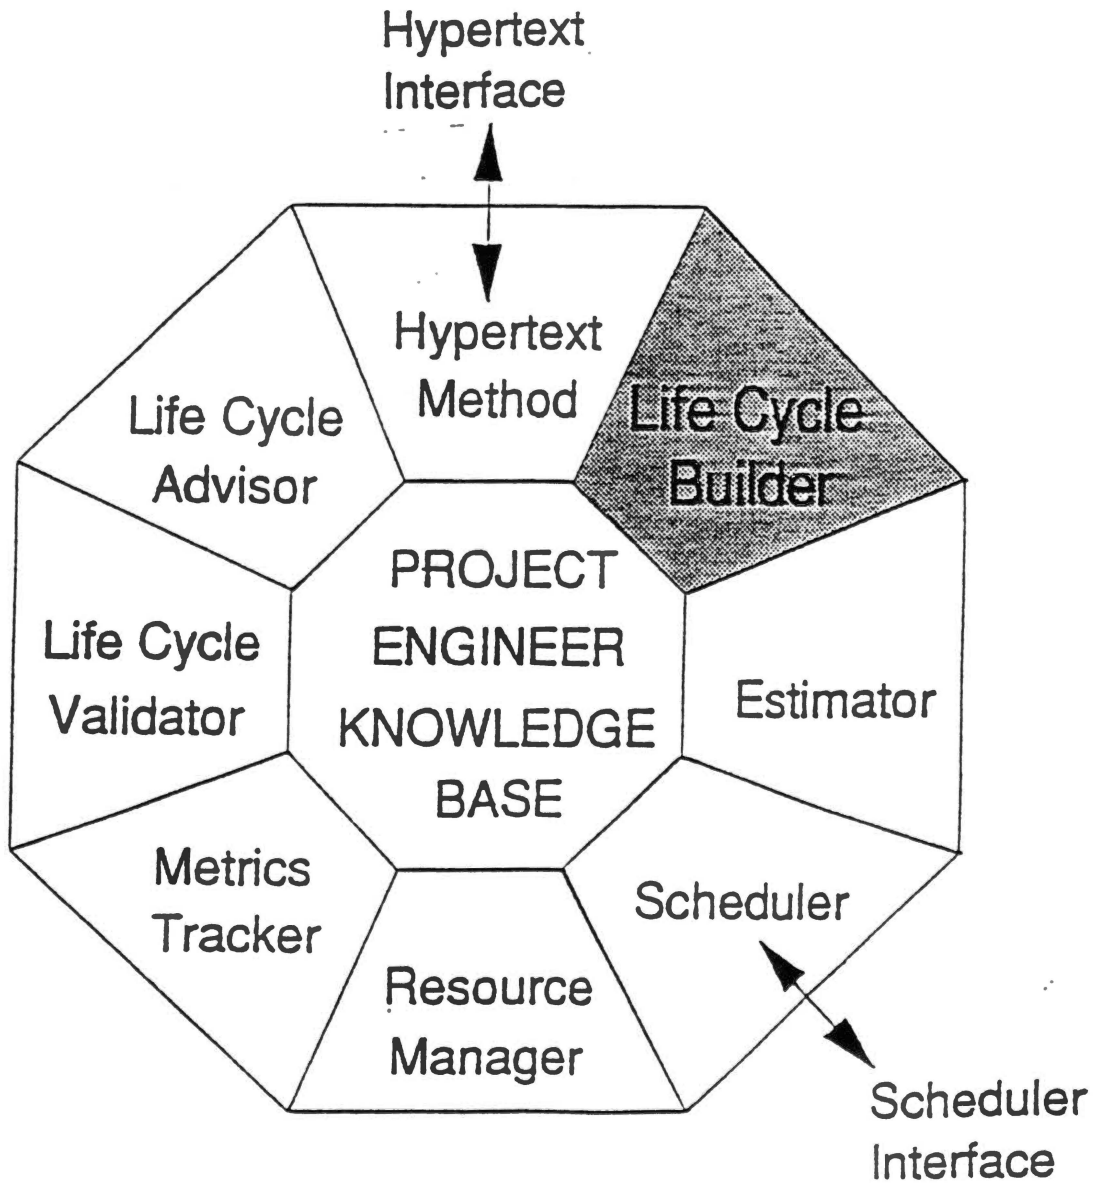 Hypertext
Interface
Hypertext
Method
Life Cycle
Builder
Life Cycle
Advisor
PROJECT
ENGINEER
KNOWLEDGE
BASE
Life Cycle
Validator
Estimator
Metrics
Tracker
Scheduler
Resource
Manager
Scheduler
Interface